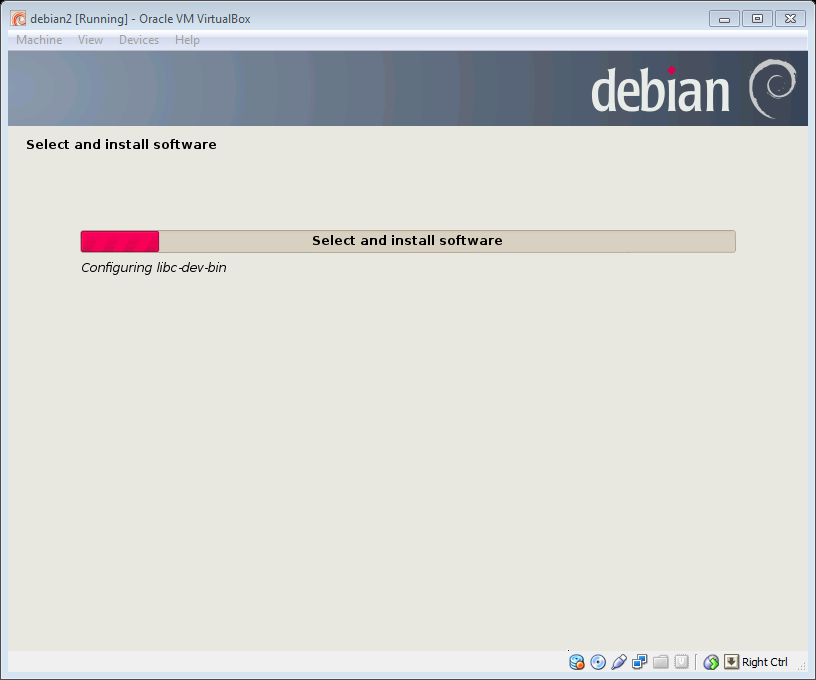 debian2 [Running] - Oracle VM VirtualBox
Machine View Devices Help
debian
Select and install software
Select and install software
Configuring libc-dev-bin
Right Ctrl